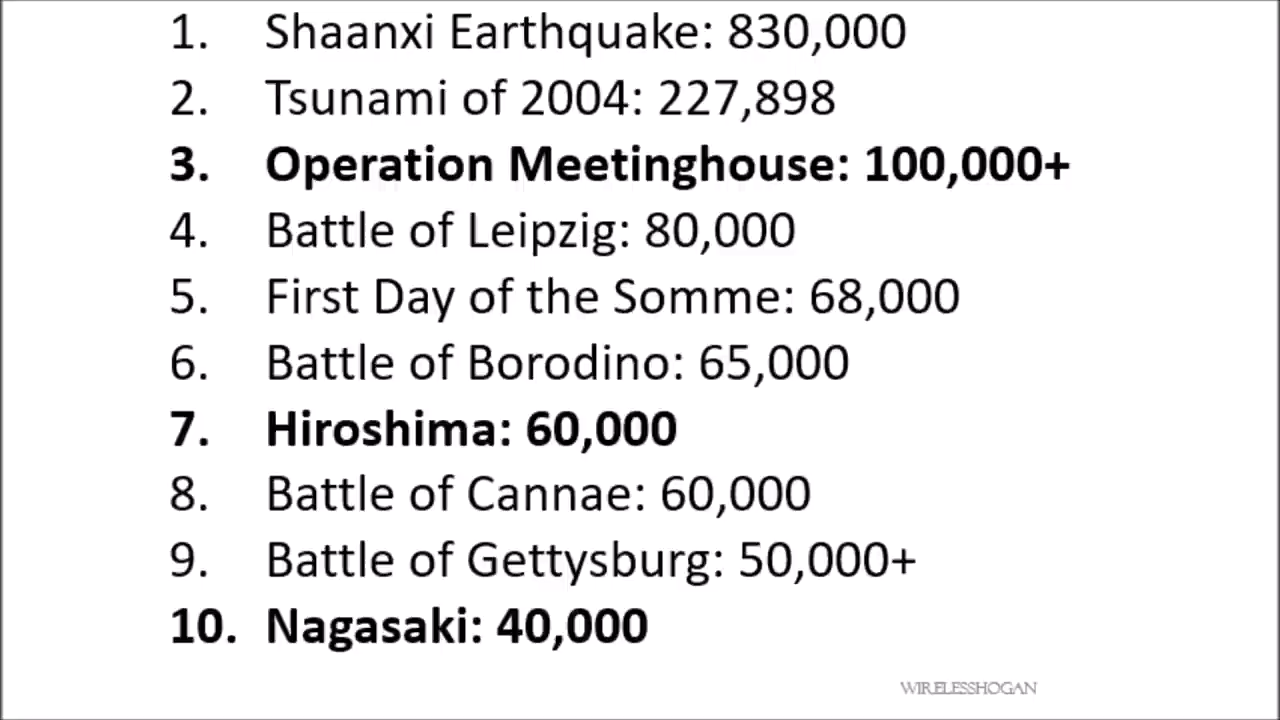 1. Shaanxi Earthquake: 830,000
2. Tsunami of 2004: 227,898
3. Operation Meetinghouse: 100,000+
4. Battle of Leipzig: 80,000
5. First Day of the Somme: 68,000
6. Battle of Borodino: 65,000
7. Hiroshima: 60,000
8. Battle of Cannae: 60,000
9. Battle of Gettysburg: 50,000+
10. Nagasaki: 40,000
WIRELESSHOGAN